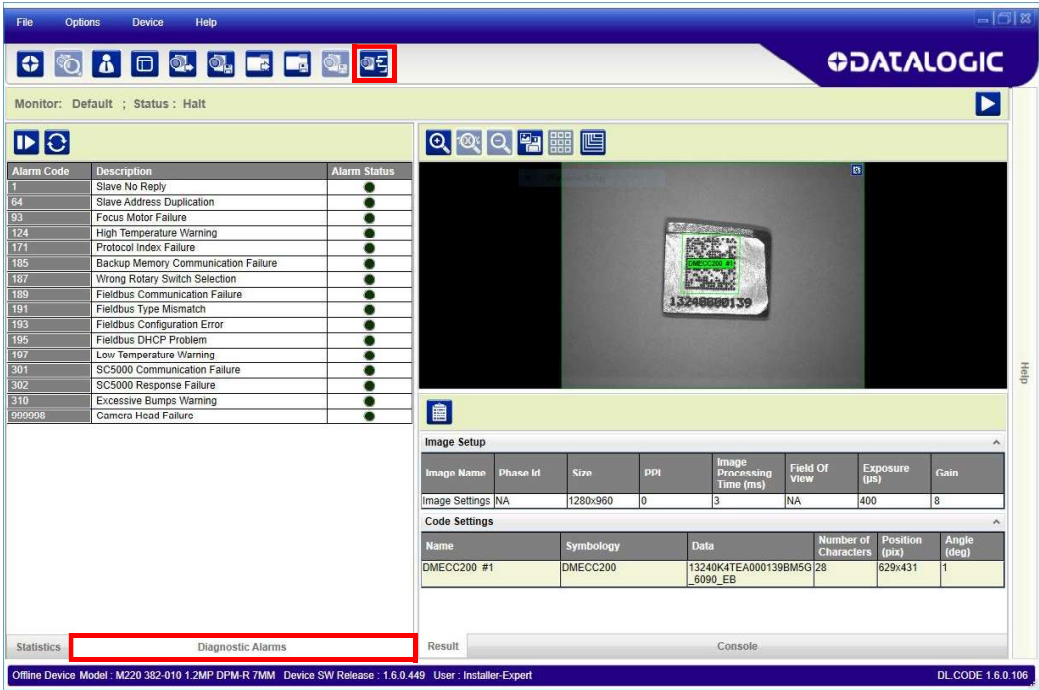 File Options Device Help
DATALOGIC
Monitor: Default ; Status : Halt
Alarm Code Description Alarm Status
1 Slave No Reply
64 Slave Address Duplication
93 Focus Motor Failure
124 High Temperature Warning
171 Protocol Index Failure
185 Backup Memory Communication Failure
187 Wrong Rotary Switch Selection
189 Fieldbus Communication Failure
191 Fieldbus Type Mismatch
193 Fieldbus Configuration Error
195 Fieldbus DHCP Problem
197 Low Temperature Warning
301 SC5000 Communication Failure
302 SC5000 Response Failure
310 Excessive Bumps Warning
999998 Camera Head Failure
DMECC200 #1
13240000139
Help
Image Setup
Image Name Phase Id Size PPI Image Processing Time (ms) Field Of View Exposure (µs) Gain
Image Settings NA 1280x960 0 3 NA 400 8
Code Settings
Name Symbology Data Number of Characters Position (pix) Angle (deg)
DMECC200 #1 DMECC200 13240K4TEA000139BM5G 28 629x431 1
_6090_EB
Statistics Diagnostic Alarms Result Console
Offline Device Model : M220 382-010 1.2MP DPM-R 7MM Device SW Release : 1.6.0.449 User : Installer-Expert DL.CODE 1.6.0.106